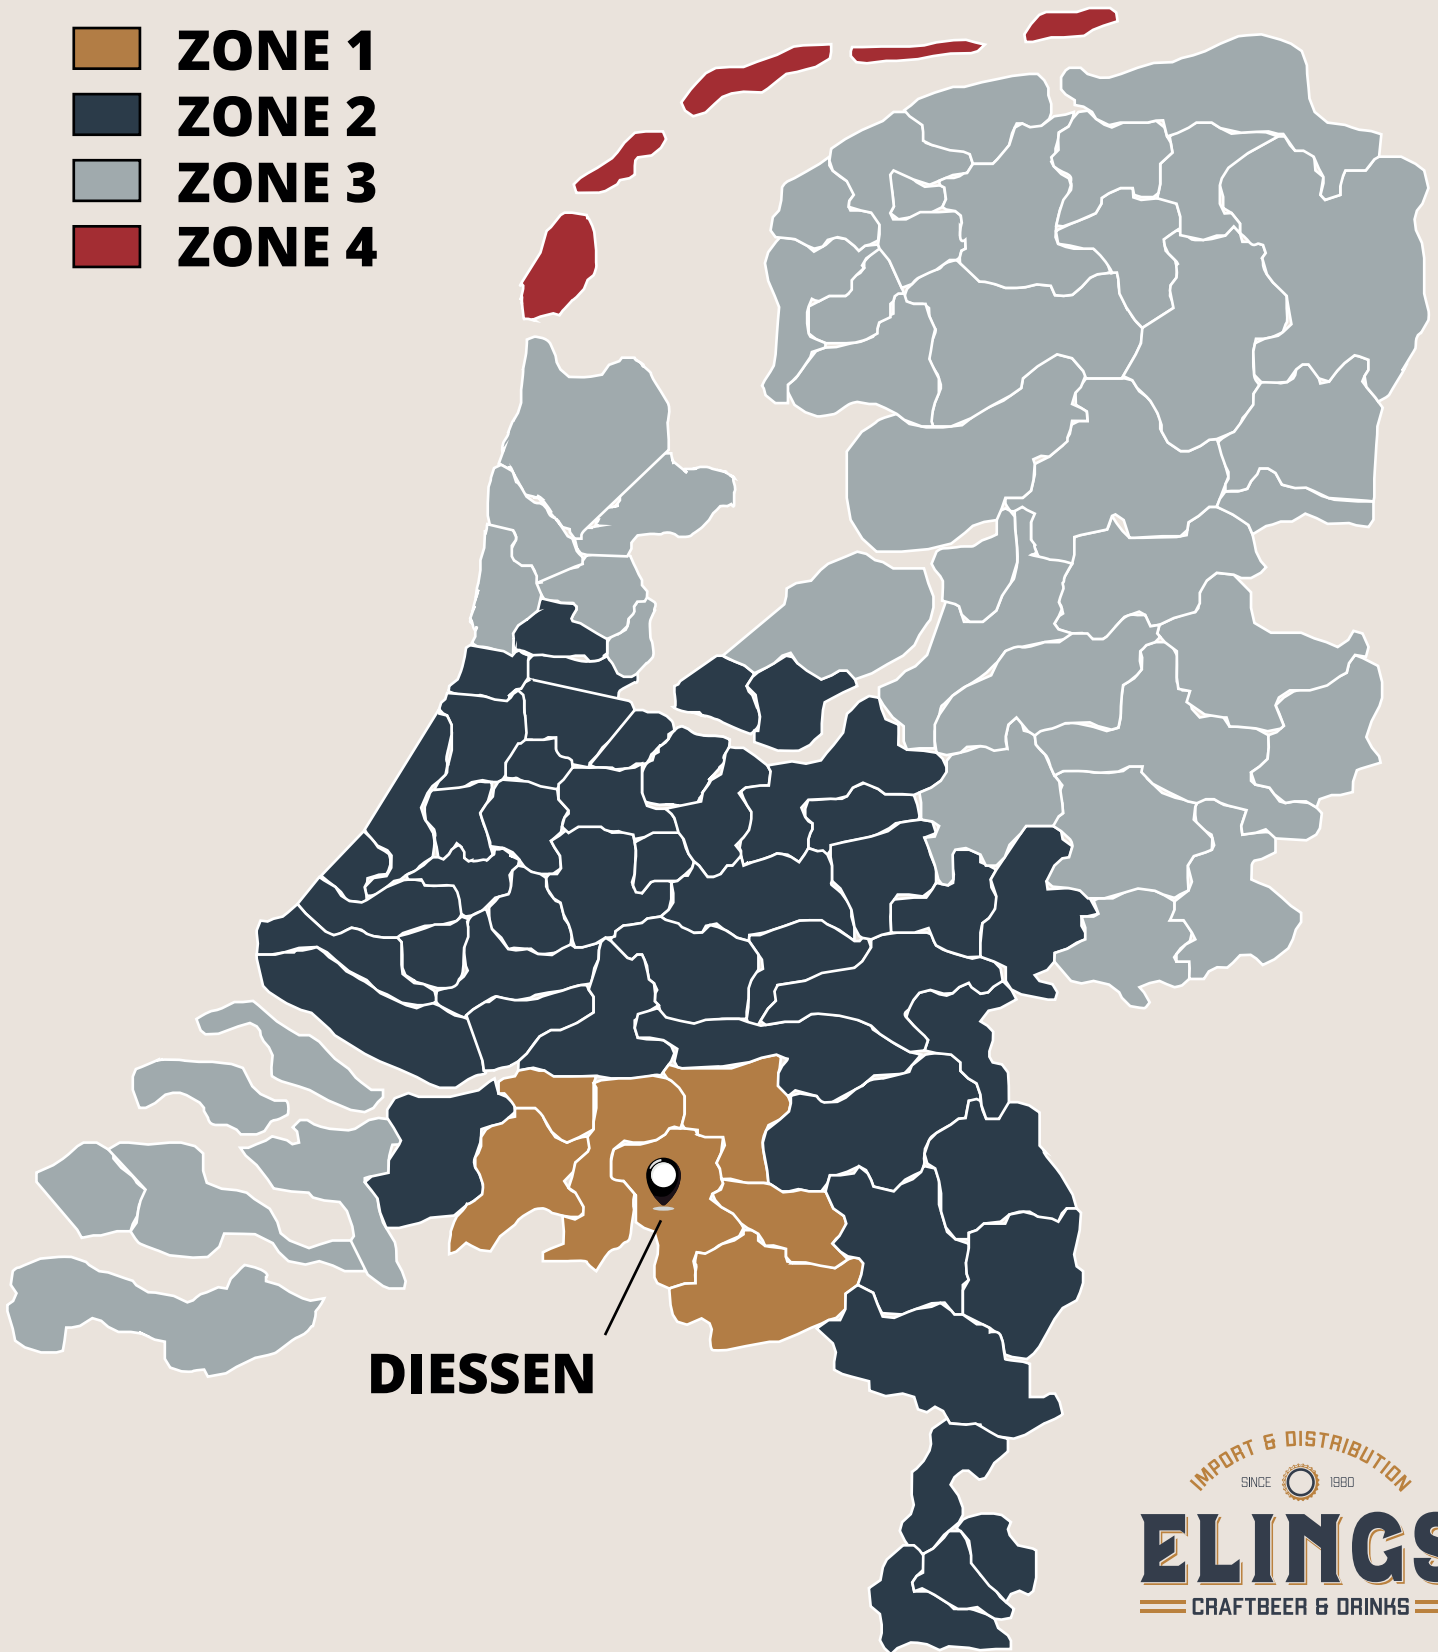 ZONE 1
ZONE 2
ZONE 3
ZONE 4
DIESSEN
IMPORT & DISTRIBUTION
SINCE 1980
ELINGS
CRAFTBEER & DRINKS